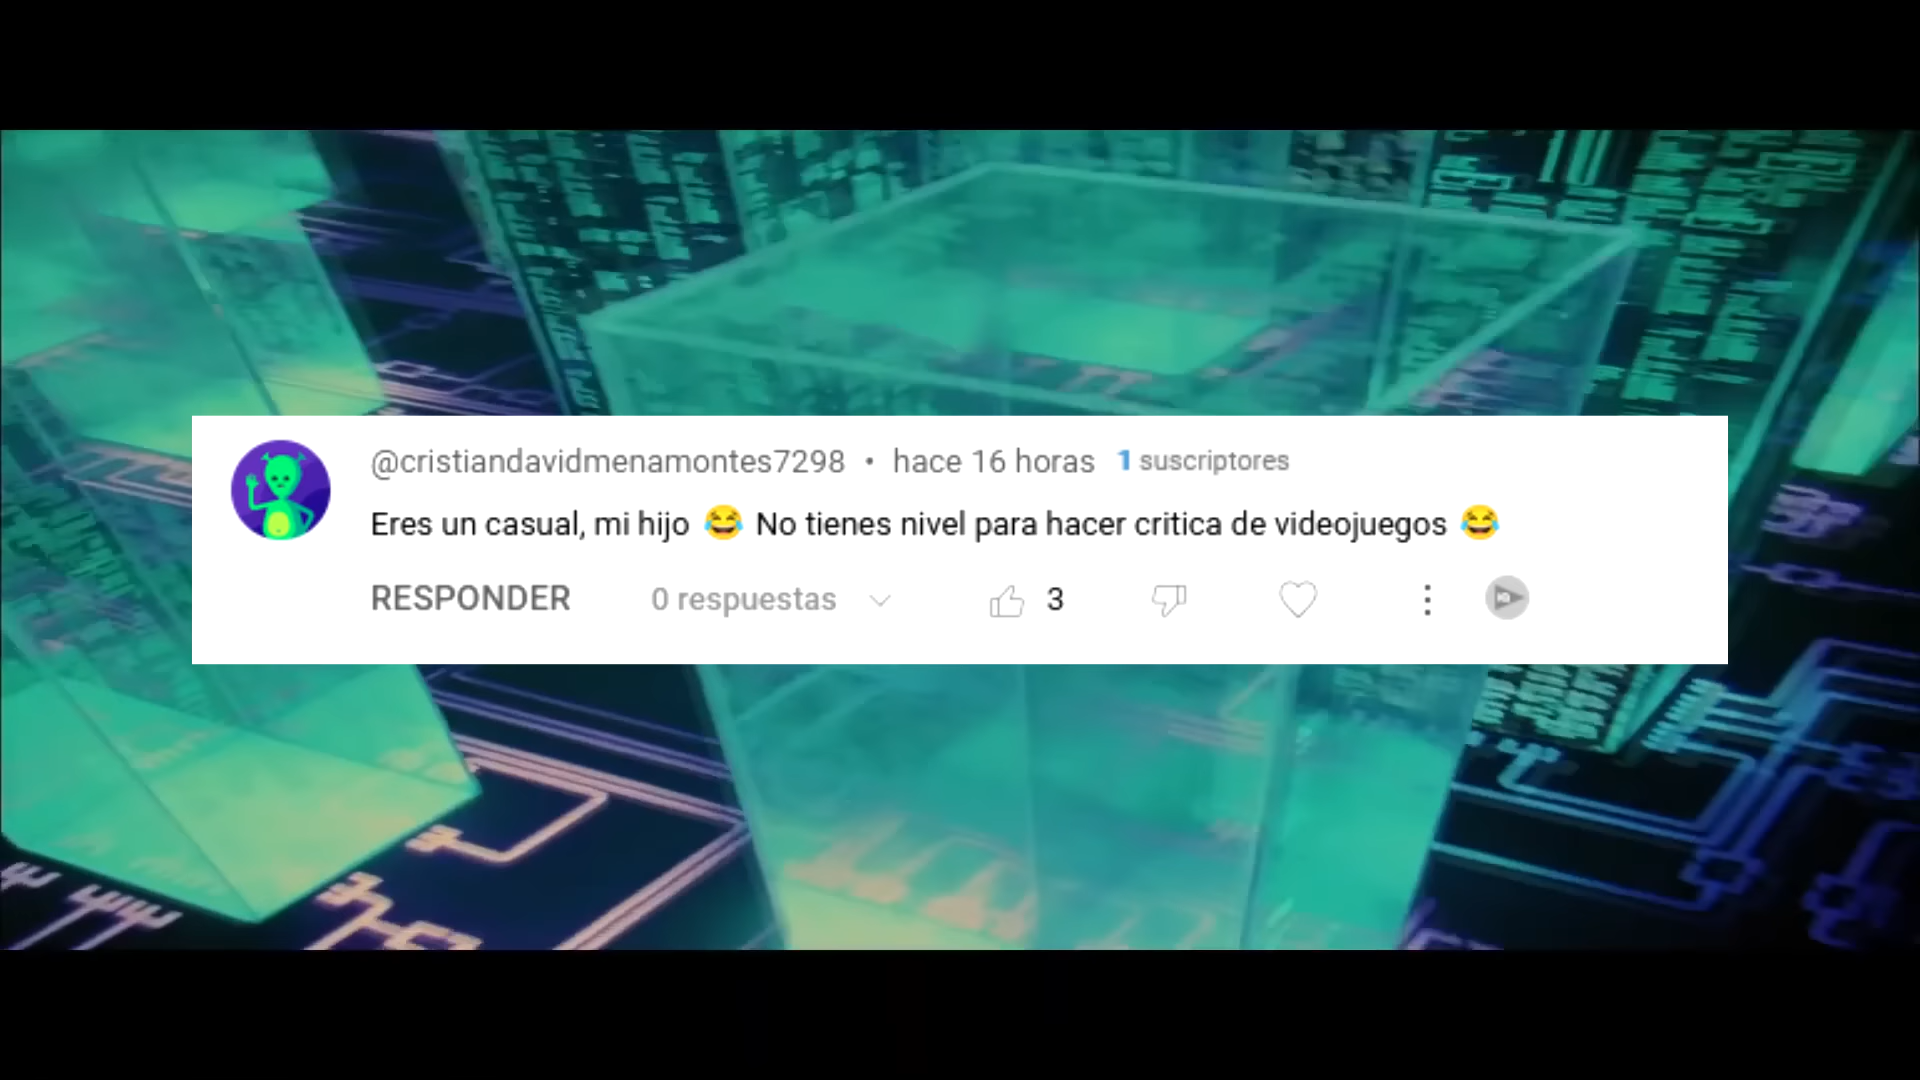 @cristiandavidmenamontes7298 • hace 16 horas 1 suscriptores
Eres un casual, mi hijo 😂 No tienes nivel para hacer critica de videojuegos 😂
RESPONDER 0 respuestas 3